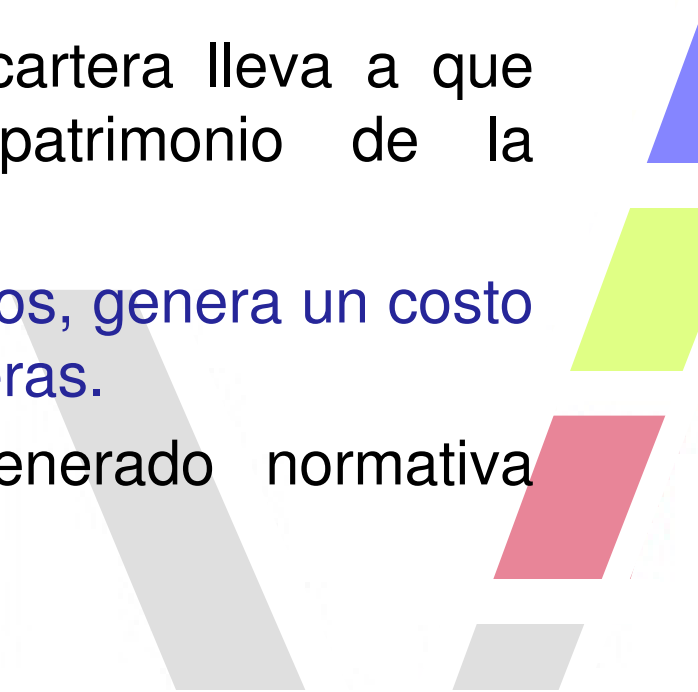 cartera lleva a que
patrimonio de la
os, genera un costo
ras.
enerado normativa